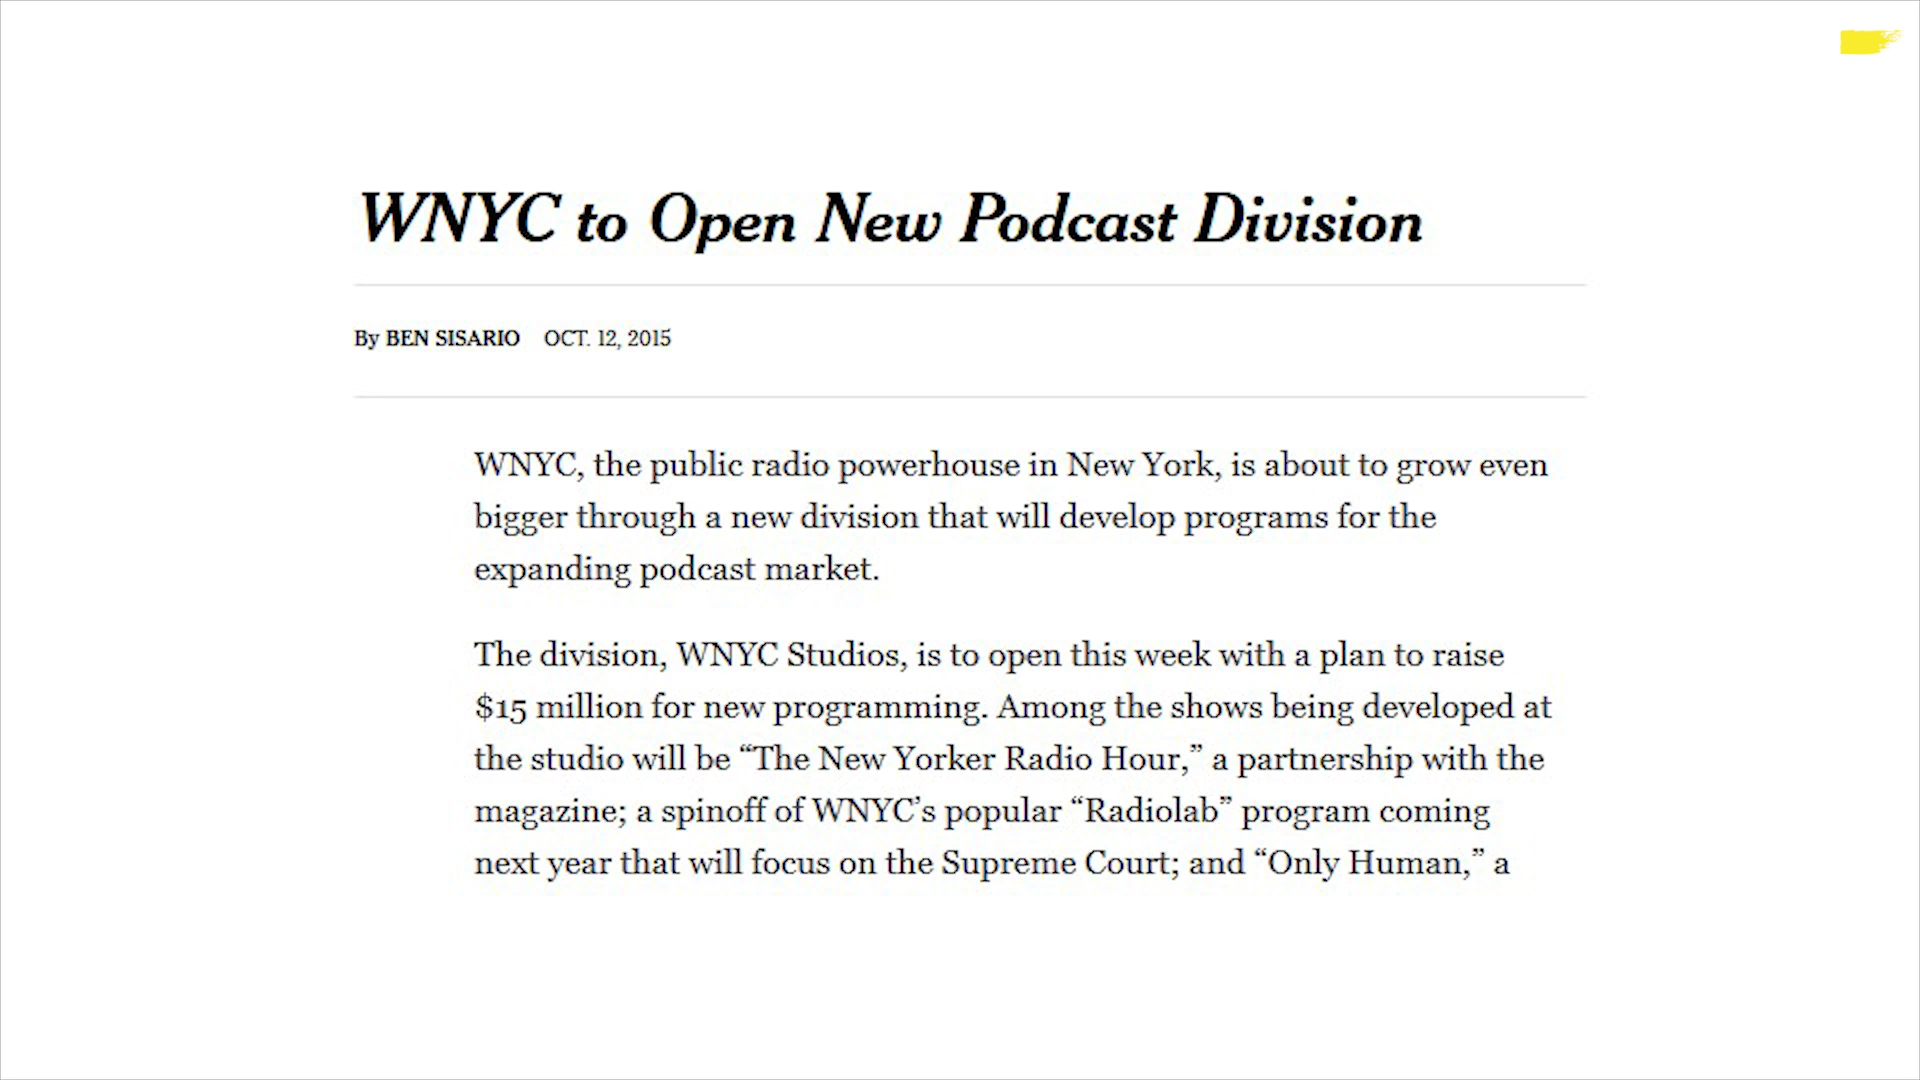 WNYC to Open New Podcast Division
By BEN SISARIO OCT. 12, 2015
WNYC, the public radio powerhouse in New York, is about to grow even
bigger through a new division that will develop programs for the
expanding podcast market.
The division, WNYC Studios, is to open this week with a plan to raise
$15 million for new programming. Among the shows being developed at
the studio will be “The New Yorker Radio Hour,” a partnership with the
magazine; a spinoff of WNYC’s popular “Radiolab” program coming
next year that will focus on the Supreme Court; and “Only Human,” a